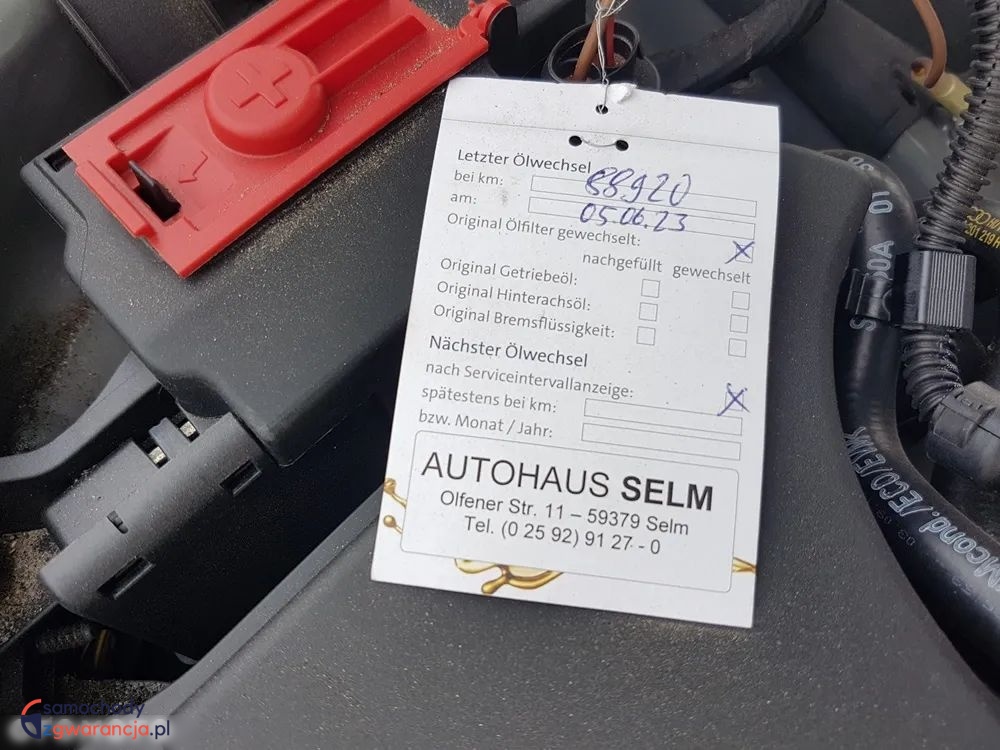 Letzter Ölwechsel
bei km: 88920
am: 05.06.23
Original Ölfilter gewechselt: X
nachgefüllt gewechselt
Original Getriebeöl:
Original Hinterachsöl:
Original Bremsflüssigkeit:
Nächster Ölwechsel
nach Serviceintervallanzeige: X
spätestens bei km:
bzw. Monat / Jahr:
AUTOHAUS SELM
Olfener Str. 11 – 59379 Selm
Tel. (0 25 92) 91 27 - 0
cond./ECO/E
samochody
zgwarancja.pl